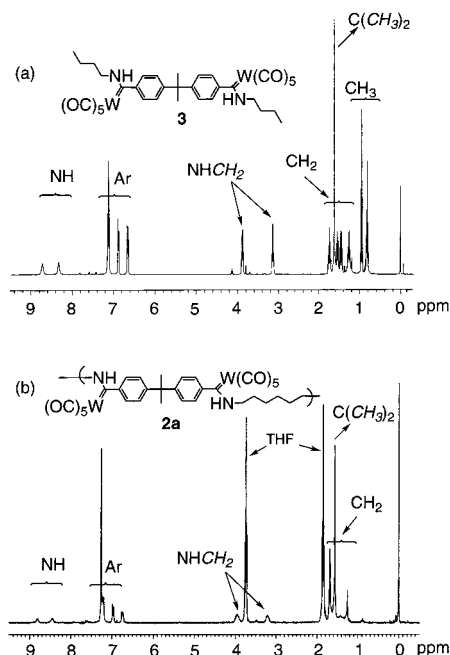 C(CH3)2
(a)
NH
W(CO)5
(OC)5W
HN
3
CH3
CH2
NH
Ar
NHCH2
9 8 7 6 5 4 3 2 1 0 ppm
(b)
NH
W(CO)5
(OC)5W
HN
2a
C(CH3)2
THF
CH2
NH
Ar
NHCH2
9 8 7 6 5 4 3 2 1 0 ppm